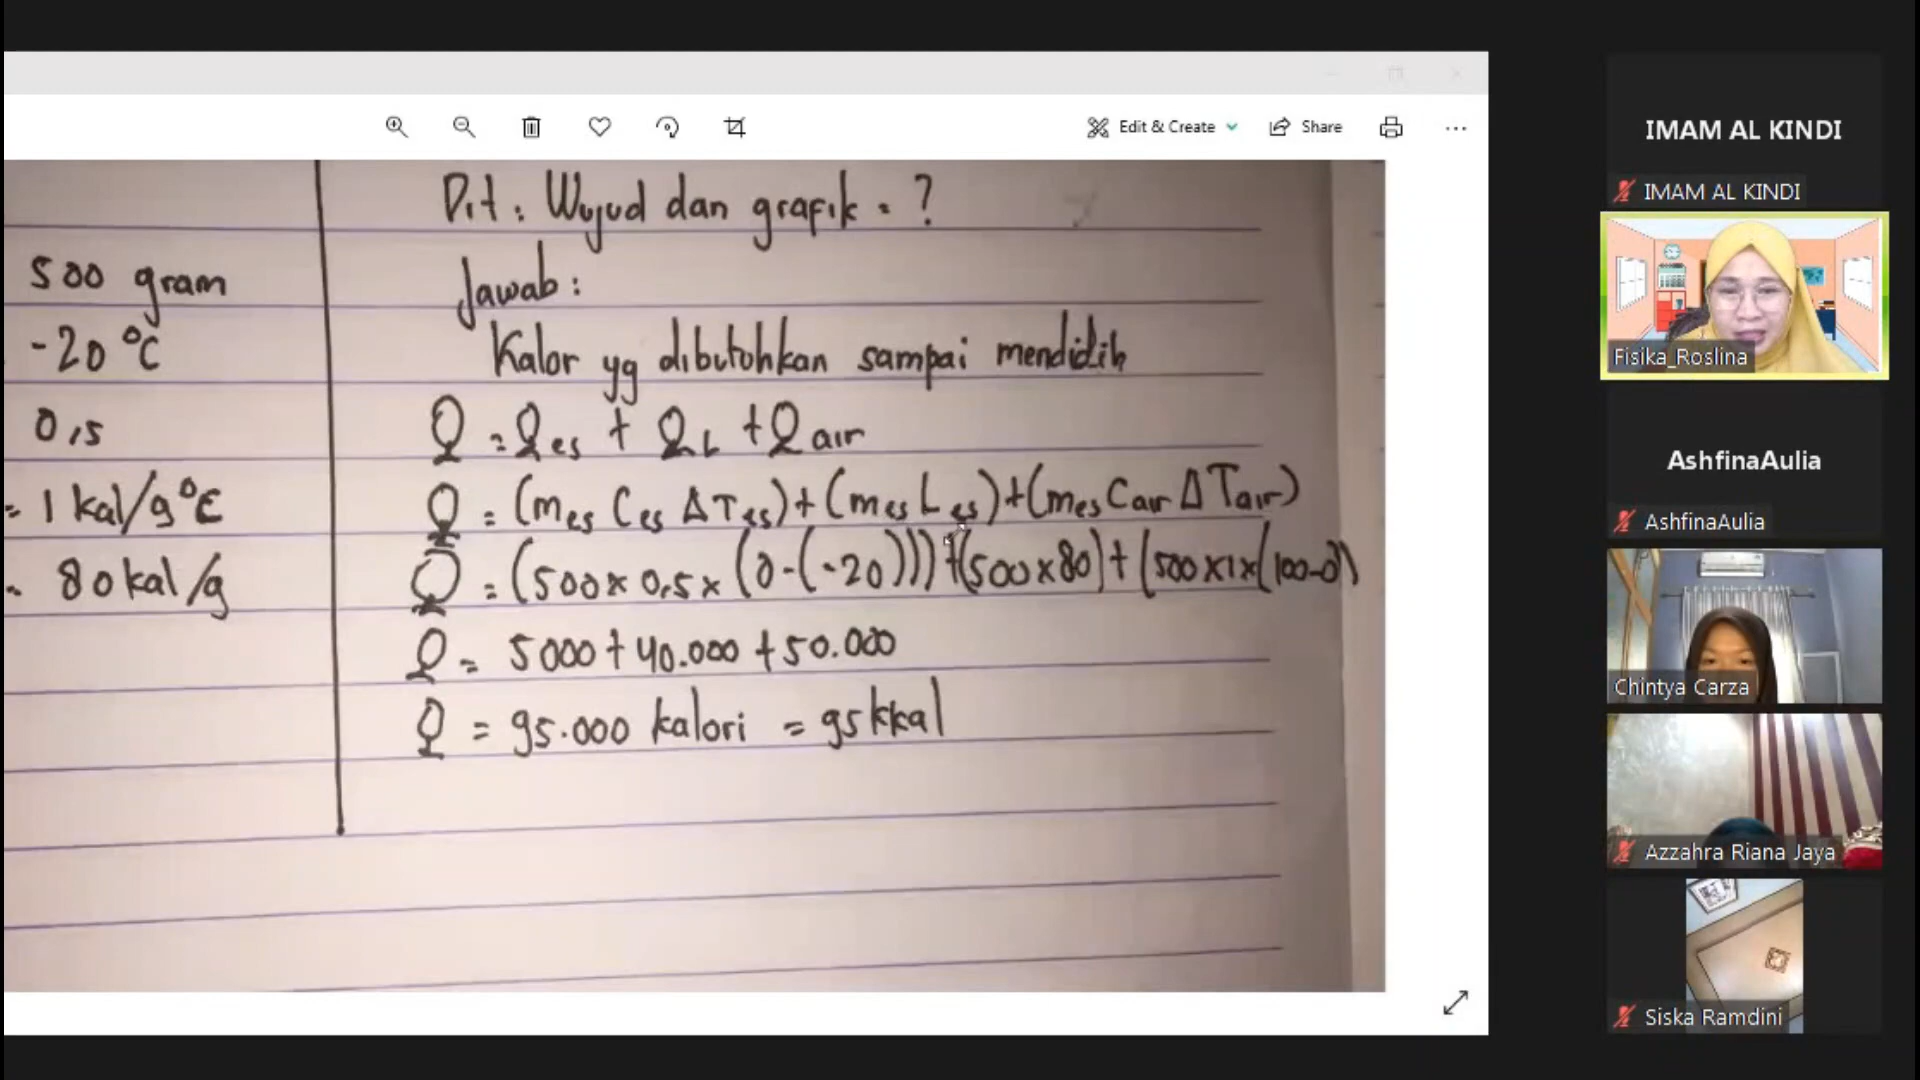 Edit & Create
Share
500 gram
-20 °C
0,5
= 1 kal/g°C
= 80 kal/g
Dit : Wujud dan grafik = ?
Jawab :
Kalor yg dibutuhkan sampai mendidih
Q = Qes + QL + Qair
Q = (mes Ces ΔTes) + (mes Les) + (mes Cair ΔTair)
Q = (500 x 0,5 x (0-(-20))) + (500 x 80) + (500 x 1 x (100-0)
Q = 5000 + 40.000 + 50.000
Q = 95.000 kalori = 95 kkal
IMAM AL KINDI
IMAM AL KINDI
Fisika_Roslina
AshfinaAulia
AshfinaAulia
Chintya Carza
Azzahra Riana Jaya
Siska Ramdini